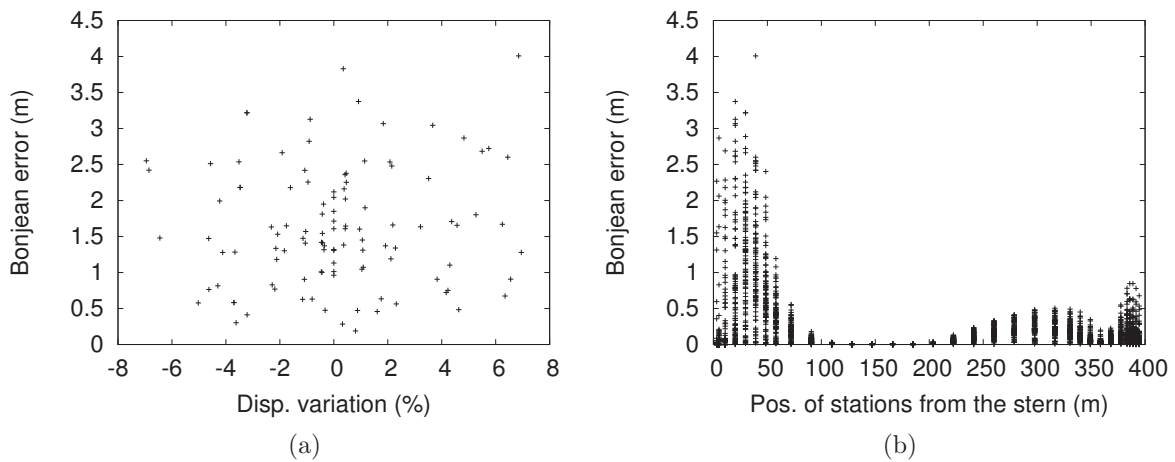 4.5
4
3.5
3
2.5
2
1.5
1
0.5
0
-8 -6 -4 -2 0 2 4 6 8
Bonjean error (m)
Disp. variation (%)
(a)
4.5
4
3.5
3
2.5
2
1.5
1
0.5
0
0 50 100 150 200 250 300 350 400
Bonjean error (m)
Pos. of stations from the stern (m)
(b)